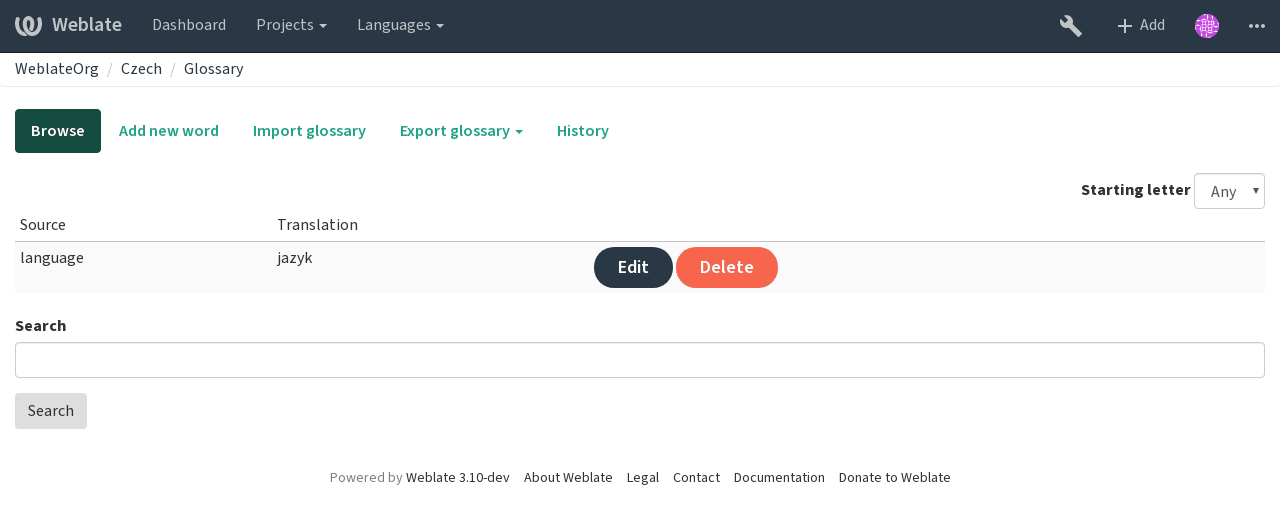 Weblate Dashboard Projects Languages Add
WeblateOrg / Czech / Glossary
Browse Add new word Import glossary Export glossary History
Starting letter Any
Source Translation
language jazyk Edit Delete
Search
Search
Powered by Weblate 3.10-dev About Weblate Legal Contact Documentation Donate to Weblate